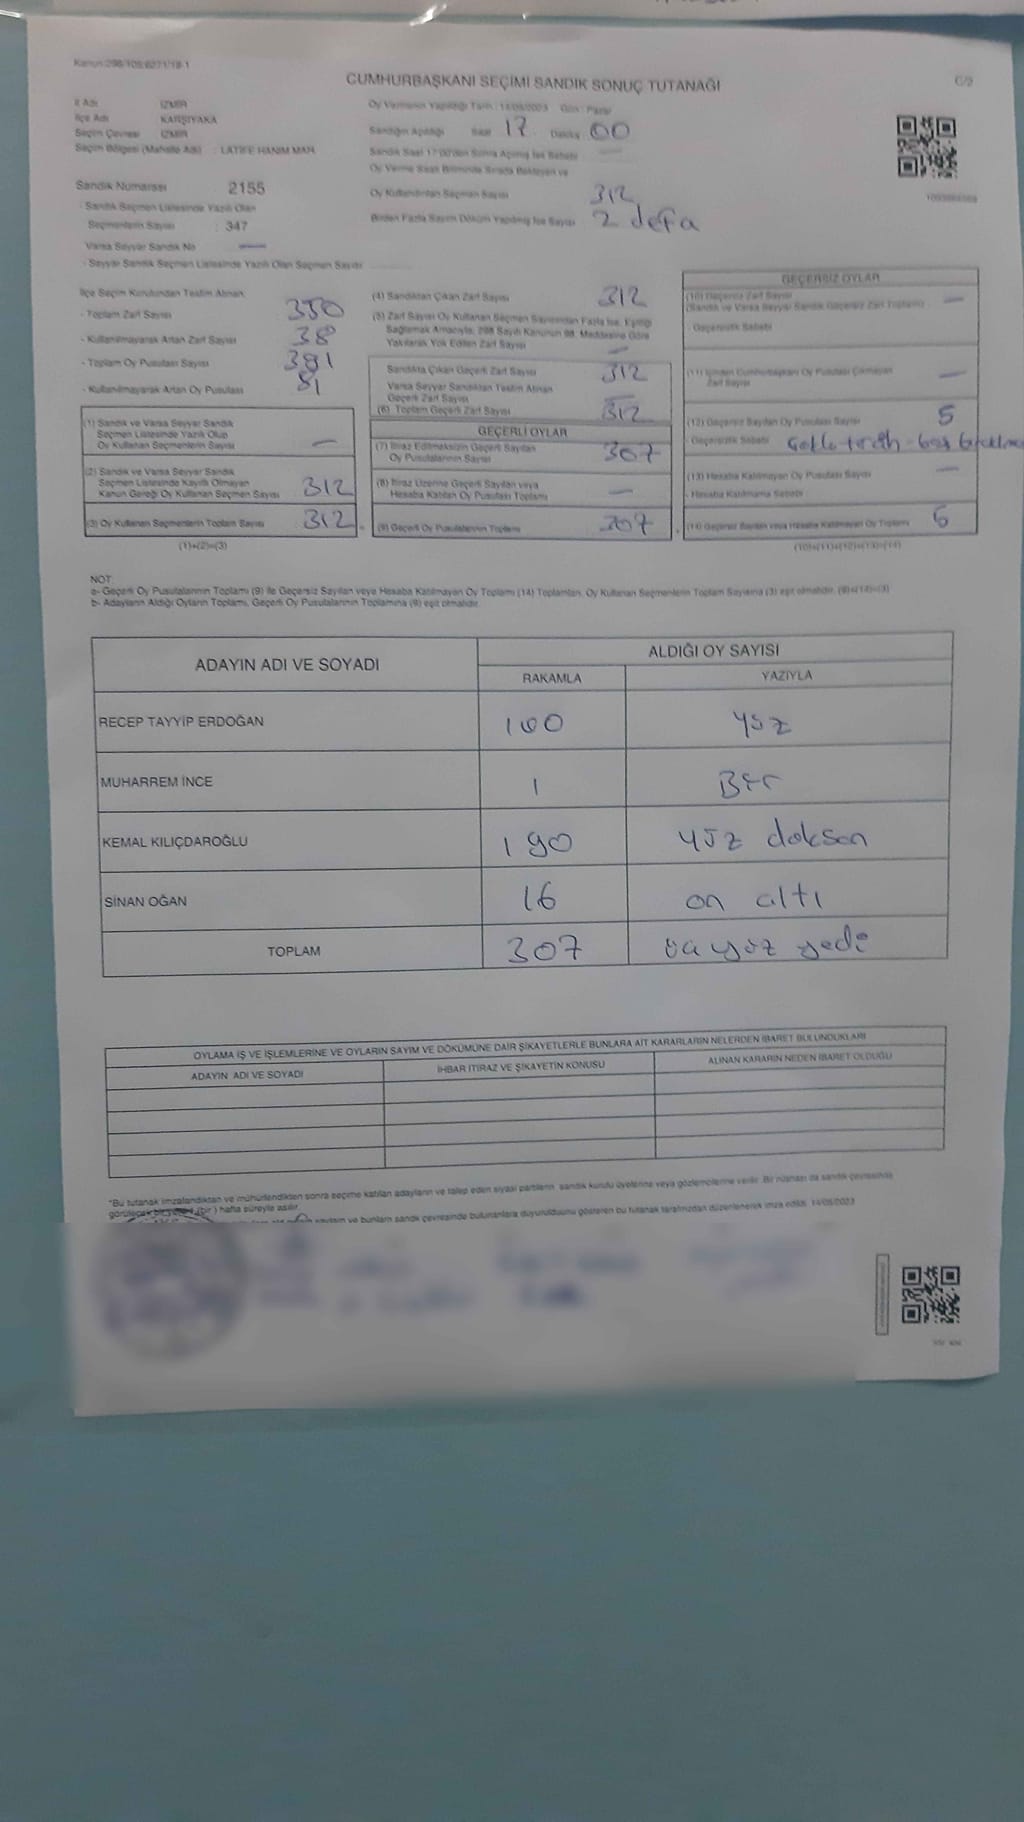 Kanun:298/105;6271/18-1
CUMHURBAŞKANI SEÇİMİ SANDIK SONUÇ TUTANAĞI
İl Adı İZMİR
İlçe Adı KARŞIYAKA
Seçim Çevresi İZMİR
Seçim Bölgesi (Mahalle Adı) : LATİFE HANIM MAH.
Sandık Numarası 2155
- Sandık Seçmen Listesinde Yazılı Olan
Seçmenlerin Sayısı : 347
Varsa Seyyar Sandık No —
- Seyyar Sandık Seçmen Listesinde Yazılı Olan Seçmen Sayısı
Oy Vermenin Yapıldığı Tarih : 14/05/2023 Gün : Pazar
Sandığın Açıldığı Saat 17 Dakika 00
Sandık Saat 17:00'den Sonra Açılmış İse Sebebi —
Oy Verme Saati Bitiminde Sırada Bekleyen ve
Oy Kullandırılan Seçmen Sayısı 312
Birden Fazla Sayım Döküm Yapılmış İse Sayısı 2 defa
İlçe Seçim Kurulundan Teslim Alınan
- Toplam Zarf Sayısı 350
- Kullanılmayarak Artan Zarf Sayısı 38
- Toplam Oy Pusulası Sayısı 381
- Kullanılmayarak Artan Oy Pusulası 81
(1) Sandık ve Varsa Seyyar Sandık
Seçmen Listesinde Yazılı Olup
Oy Kullanan Seçmenlerin Sayısı —
(2) Sandık ve Varsa Seyyar Sandık
Seçmen Listesinde Kayıtlı Olmayan
Kanun Gereği Oy Kullanan Seçmen Sayısı 312
(3) Oy Kullanan Seçmenlerin Toplam Sayısı 312
(1)+(2)=(3)
(4) Sandıktan Çıkan Zarf Sayısı 312
(5) Zarf Sayısı Oy Kullanan Seçmen Sayısından Fazla İse, Eşitliği
Sağlamak Amacıyla, 298 Sayılı Kanunun 98. Maddesine Göre
Yakılarak Yok Edilen Zarf Sayısı —
Sandıkta Çıkan Geçerli Zarf Sayısı 312
Varsa Seyyar Sandıktan Teslim Alınan
Geçerli Zarf Sayısı —
(6) Toplam Geçerli Zarf Sayısı 312
GEÇERLİ OYLAR
(7) İtiraz Edilmeksizin Geçerli Sayılan
Oy Pusulalarının Sayısı 307
(8) İtiraz Üzerine Geçerli Sayılan veya
Hesaba Katılan Oy Pusulası Toplamı —
(9) Geçerli Oy Pusulalarının Toplamı 307
GEÇERSİZ OYLAR
(10) Geçersiz Zarf Sayısı
(Sandık ve Varsa Seyyar Sandık Geçersiz Zarf Toplamı) —
- Geçersizlik Sebebi
(11) İçinden Cumhurbaşkanı Oy Pusulası Çıkmayan
Zarf Sayısı —
(12) Geçersiz Sayılan Oy Pusulası Sayısı 5
Geçersizlik Sebebi
(13) Hesaba Katılmayan Oy Pusulası Sayısı —
- Hesaba Katılmama Sebebi
(14) Geçersiz Sayılan veya Hesaba Katılmayan Oy Toplamı 5
(10)+(11)+(12)+(13)=(14)
NOT
a- Geçerli Oy Pusulalarının Toplamı (9) ile Geçersiz Sayılan veya Hesaba Katılmayan Oy Toplamı (14) Toplamları, Oy Kullanan Seçmenlerin Toplam Sayısına (3) eşit olmalıdır. (9)+(14)=(3)
b- Adayların Aldığı Oyların Toplamı, Geçerli Oy Pusulalarının Toplamına (9) eşit olmalıdır.
ADAYIN ADI VE SOYADI ALDIĞI OY SAYISI
RAKAMLA YAZIYLA
RECEP TAYYİP ERDOĞAN 100 yüz
MUHARREM İNCE 1 Bir
KEMAL KILIÇDAROĞLU 190 yüz doksan
SİNAN OĞAN 16 on altı
TOPLAM 307 üç yüz yedi
OYLAMA İŞ VE İŞLEMLERİNE VE OYLARIN SAYIM VE DÖKÜMÜNE DAİR ŞİKAYETLERLE BUNLARA AİT KARARLARIN NELERDEN İBARET BULUNDUKLARI
ADAYIN ADI VE SOYADI İHBAR İTİRAZ VE ŞİKAYETİN KONUSU ALINAN KARARIN NEDEN İBARET OLDUĞU
*Bu tutanak imzalandıktan ve mühürlendikten sonra seçime katılan adayların ve talep eden siyasi partilerin sandık kurulu üyelerine veya gözlemcilerine verilir. Bir nüshası da sandık çevresinde
görülecek bir yere (bir) hafta süreyle asılır.
sayısını ve bunların sandık çevresinde bulunanlara duyurulduğunu gösteren bu tutanak tarafımızdan düzenlenerek imza edildi. 14/05/2023